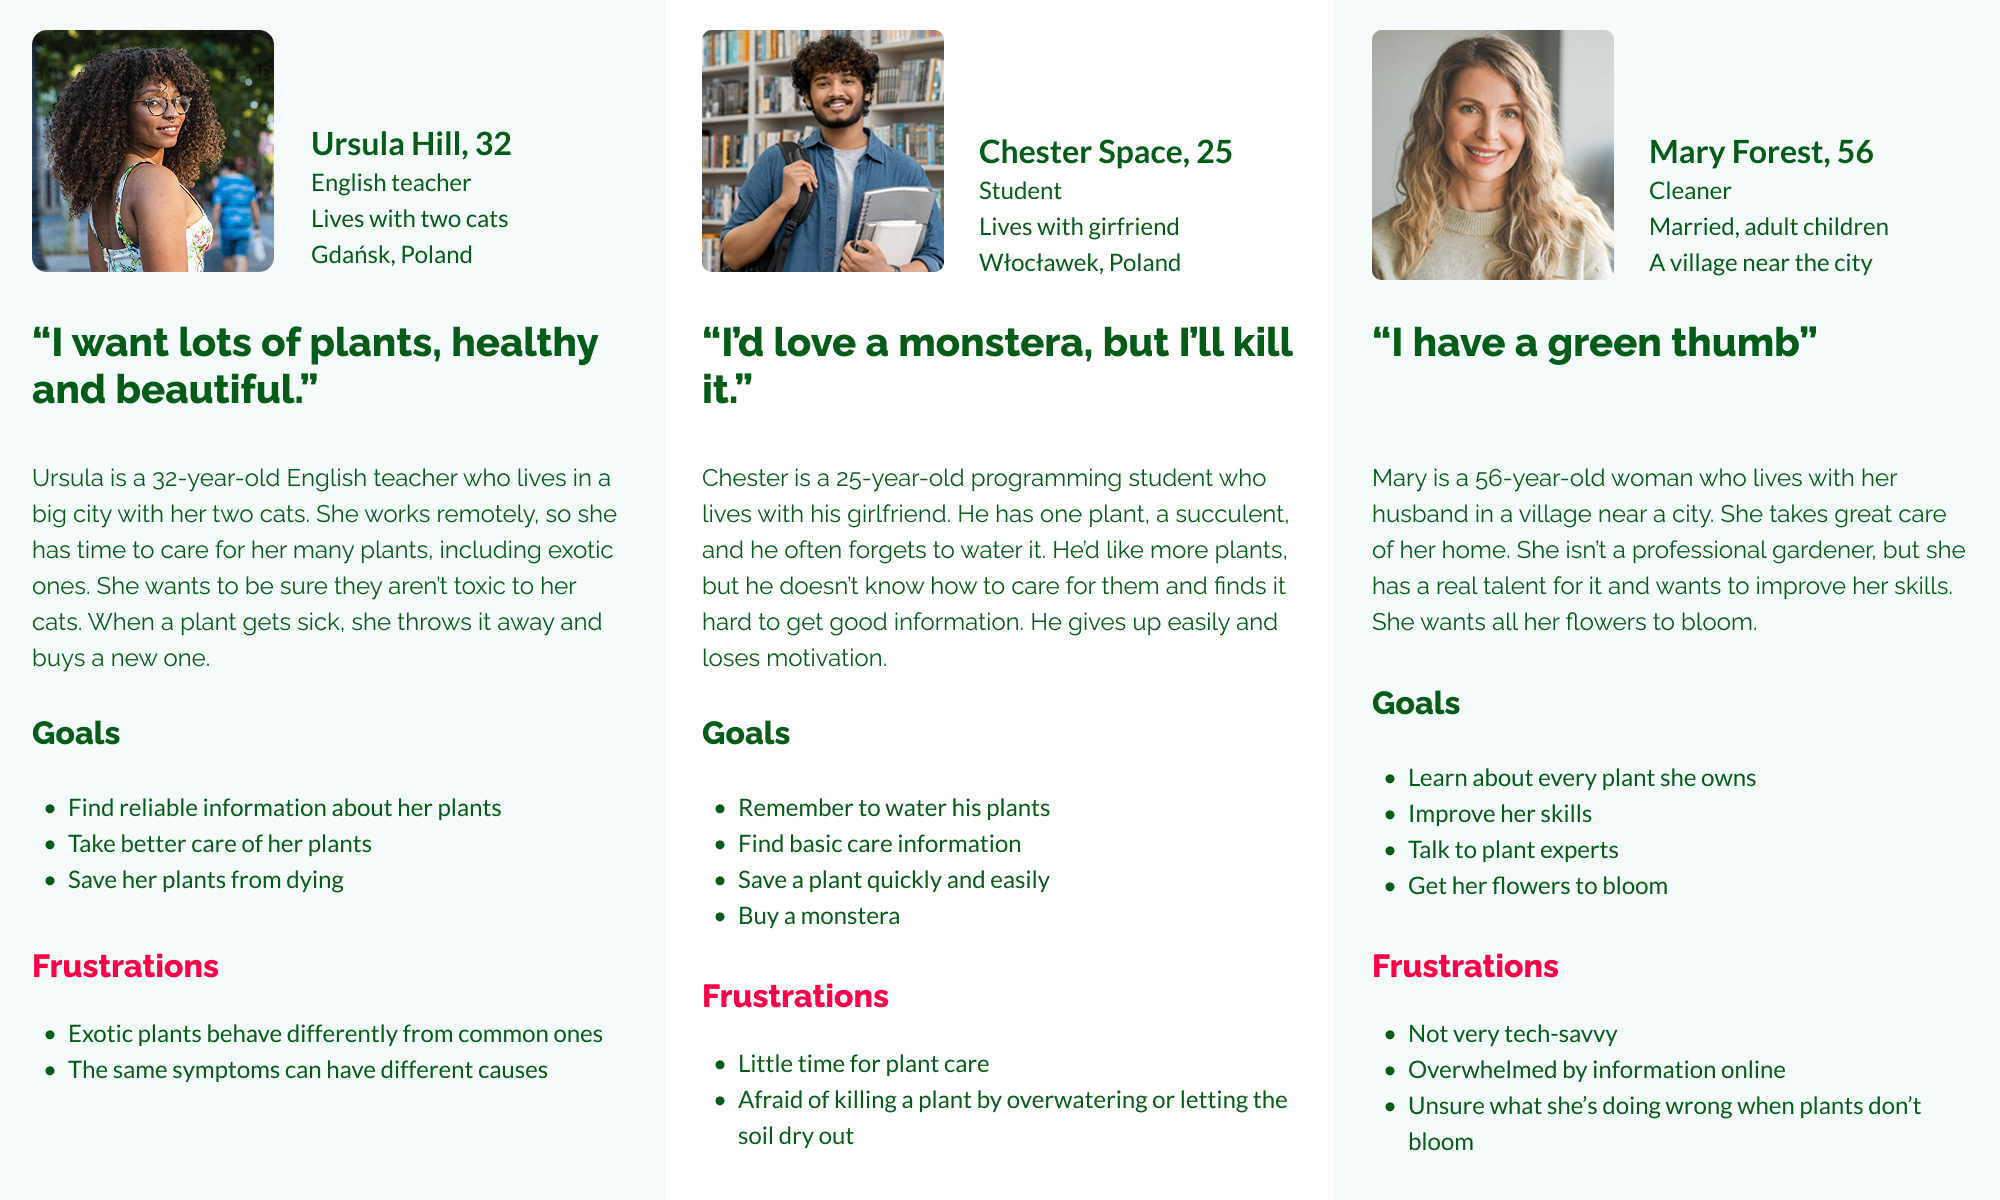 Ursula Hill, 32
English teacher
Lives with two cats
Gdańsk, Poland
“I want lots of plants, healthy
and beautiful.”
Ursula is a 32-year-old English teacher who lives in a
big city with her two cats. She works remotely, so she
has time to care for her many plants, including exotic
ones. She wants to be sure they aren’t toxic to her
cats. When a plant gets sick, she throws it away and
buys a new one.
Goals
• Find reliable information about her plants
• Take better care of her plants
• Save her plants from dying
Frustrations
• Exotic plants behave differently from common ones
• The same symptoms can have different causes
Chester Space, 25
Student
Lives with girfriend
Włocławek, Poland
“I’d love a monstera, but I’ll kill
it.”
Chester is a 25-year-old programming student who
lives with his girlfriend. He has one plant, a succulent,
and he often forgets to water it. He’d like more plants,
but he doesn’t know how to care for them and finds it
hard to get good information. He gives up easily and
loses motivation.
Goals
• Remember to water his plants
• Find basic care information
• Save a plant quickly and easily
• Buy a monstera
Frustrations
• Little time for plant care
• Afraid of killing a plant by overwatering or letting the
soil dry out
Mary Forest, 56
Cleaner
Married, adult children
A village near the city
“I have a green thumb”
Mary is a 56-year-old woman who lives with her
husband in a village near a city. She takes great care
of her home. She isn’t a professional gardener, but she
has a real talent for it and wants to improve her skills.
She wants all her flowers to bloom.
Goals
• Learn about every plant she owns
• Improve her skills
• Talk to plant experts
• Get her flowers to bloom
Frustrations
• Not very tech-savvy
• Overwhelmed by information online
• Unsure what she’s doing wrong when plants don’t
bloom